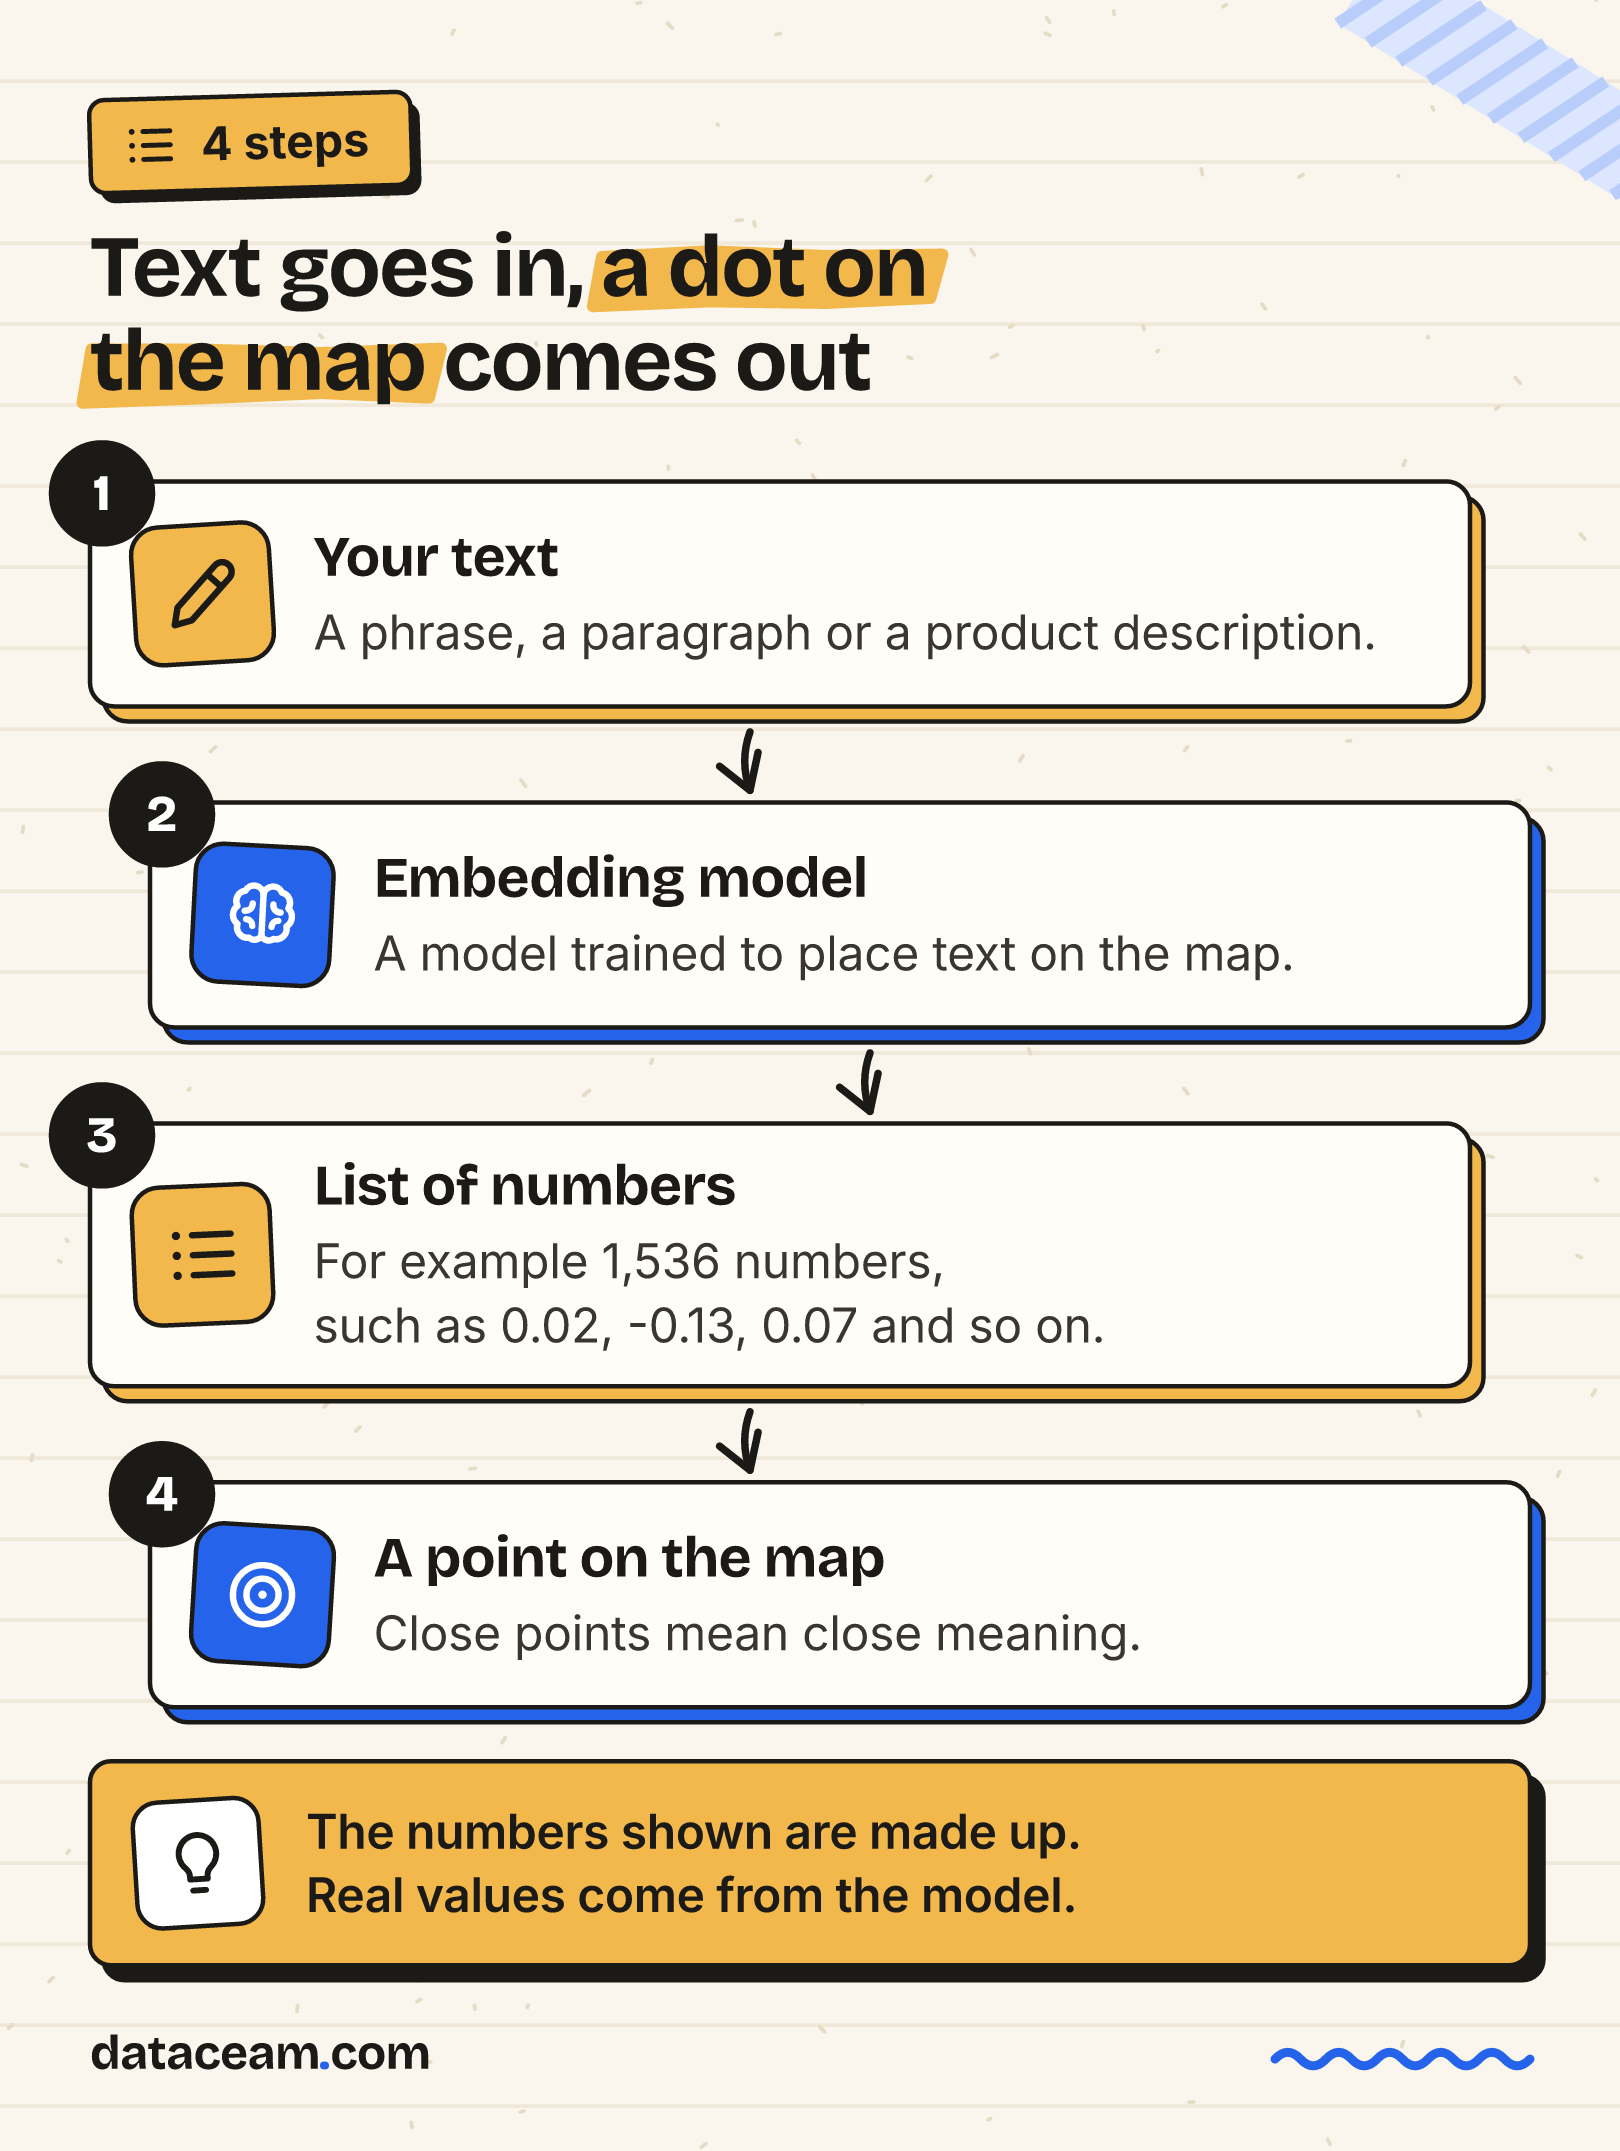 4 steps
Text goes in, a dot on
the map comes out
1
Your text
A phrase, a paragraph or a product description.
2
Embedding model
A model trained to place text on the map.
3
List of numbers
For example 1,536 numbers,
such as 0.02, -0.13, 0.07 and so on.
4
A point on the map
Close points mean close meaning.
The numbers shown are made up.
Real values come from the model.
dataceam.com